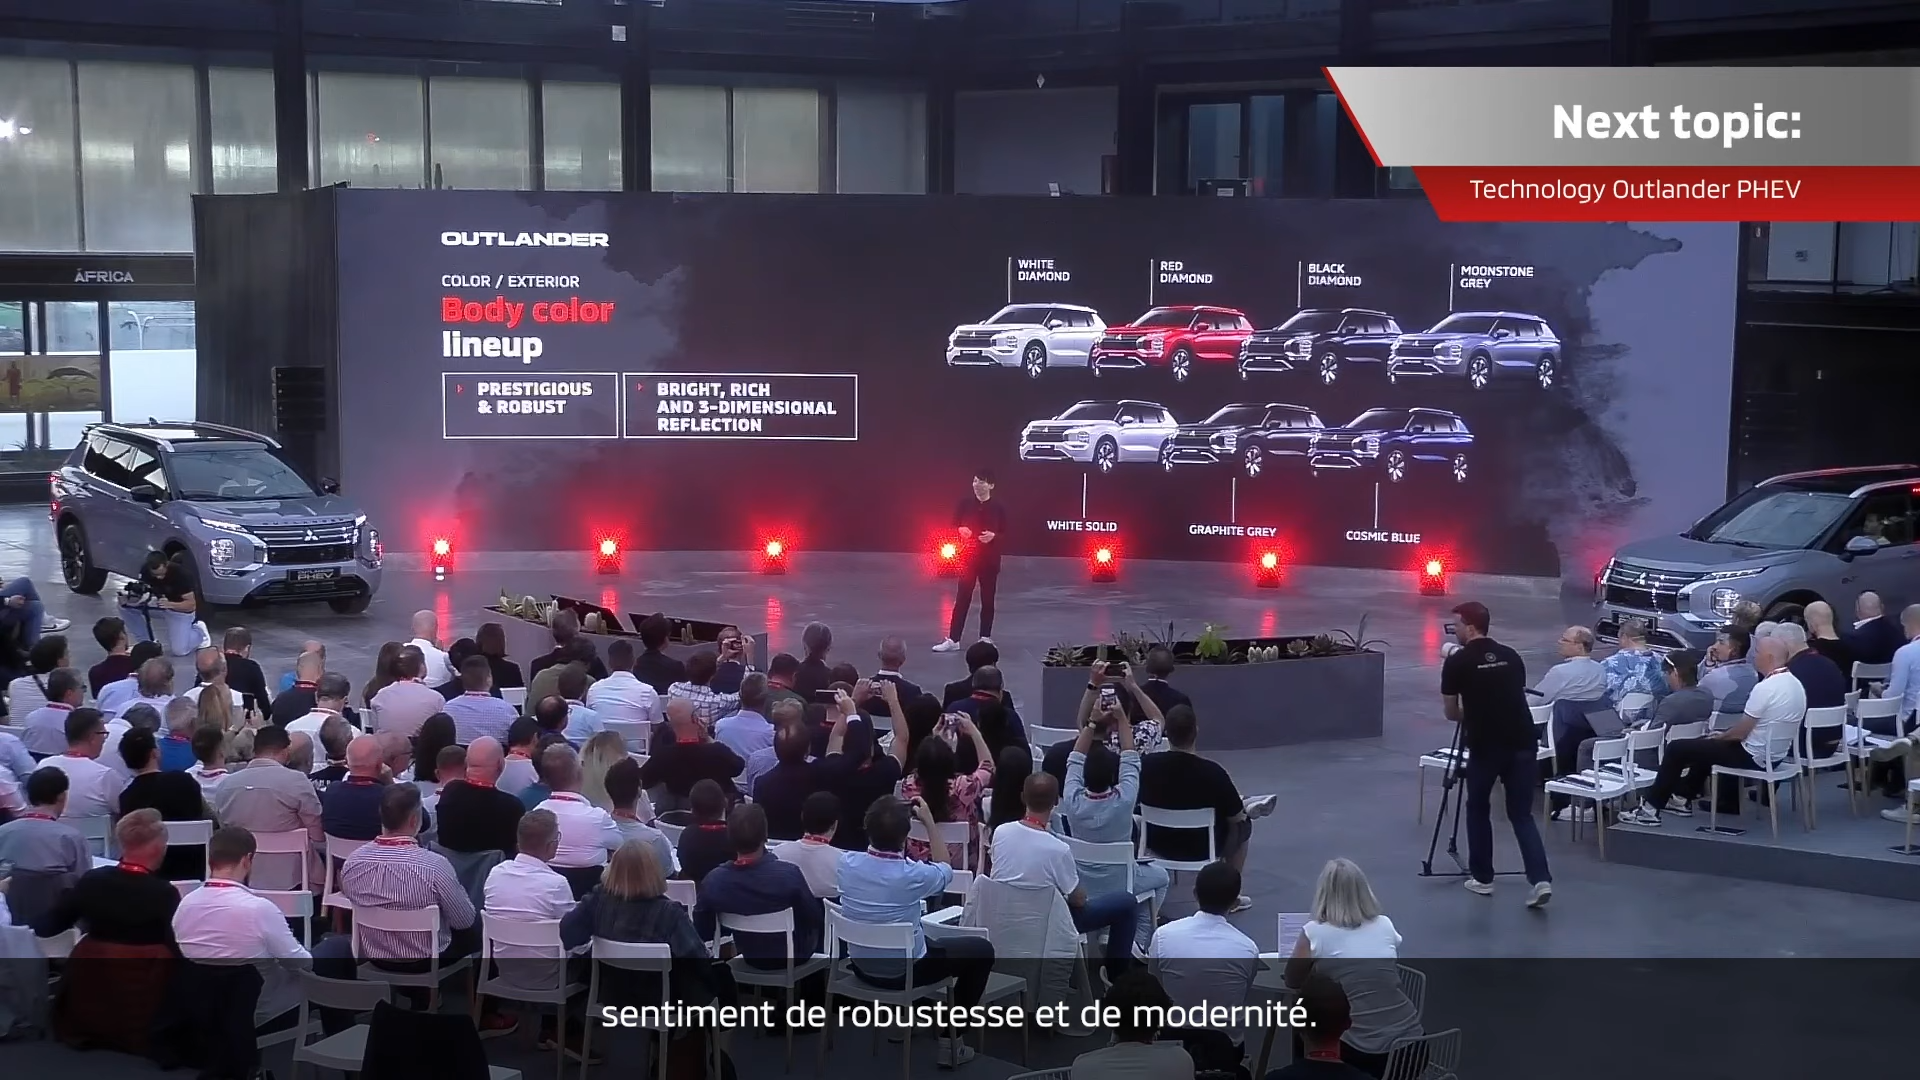 Next topic:
Technology Outlander PHEV
ÁFRICA
OUTLANDER
COLOR / EXTERIOR
Body color
lineup
PRESTIGIOUS
& ROBUST
BRIGHT, RICH
AND 3-DIMENSIONAL
REFLECTION
WHITE
DIAMOND
RED
DIAMOND
BLACK
DIAMOND
MOONSTONE
GREY
WHITE SOLID
GRAPHITE GREY
COSMIC BLUE
OUTLANDER
PHEV
sentiment de robustesse et de modernité.